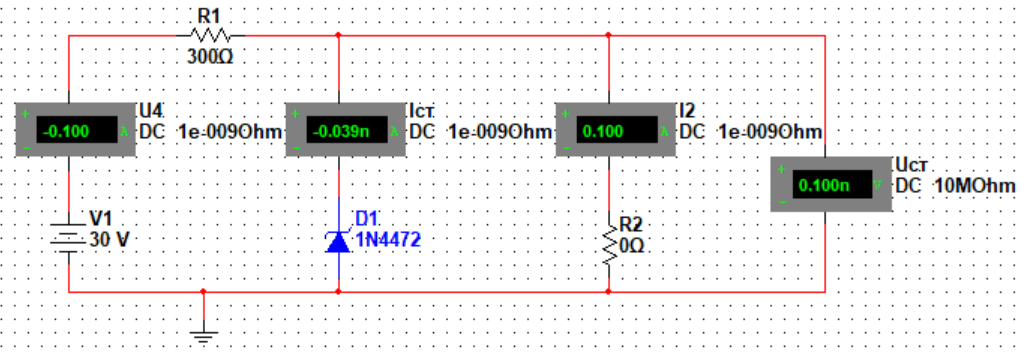 R1
300Ω
+
-0.100 A
−
U4
DC 1e-009Ohm
+
-0.039n A
−
Iст
DC 1e-009Ohm
+
0.100 A
−
I2
DC 1e-009Ohm
+
0.100n V
−
Uст
DC 10MOhm
V1
30 V
D1
1N4472
R2
0Ω